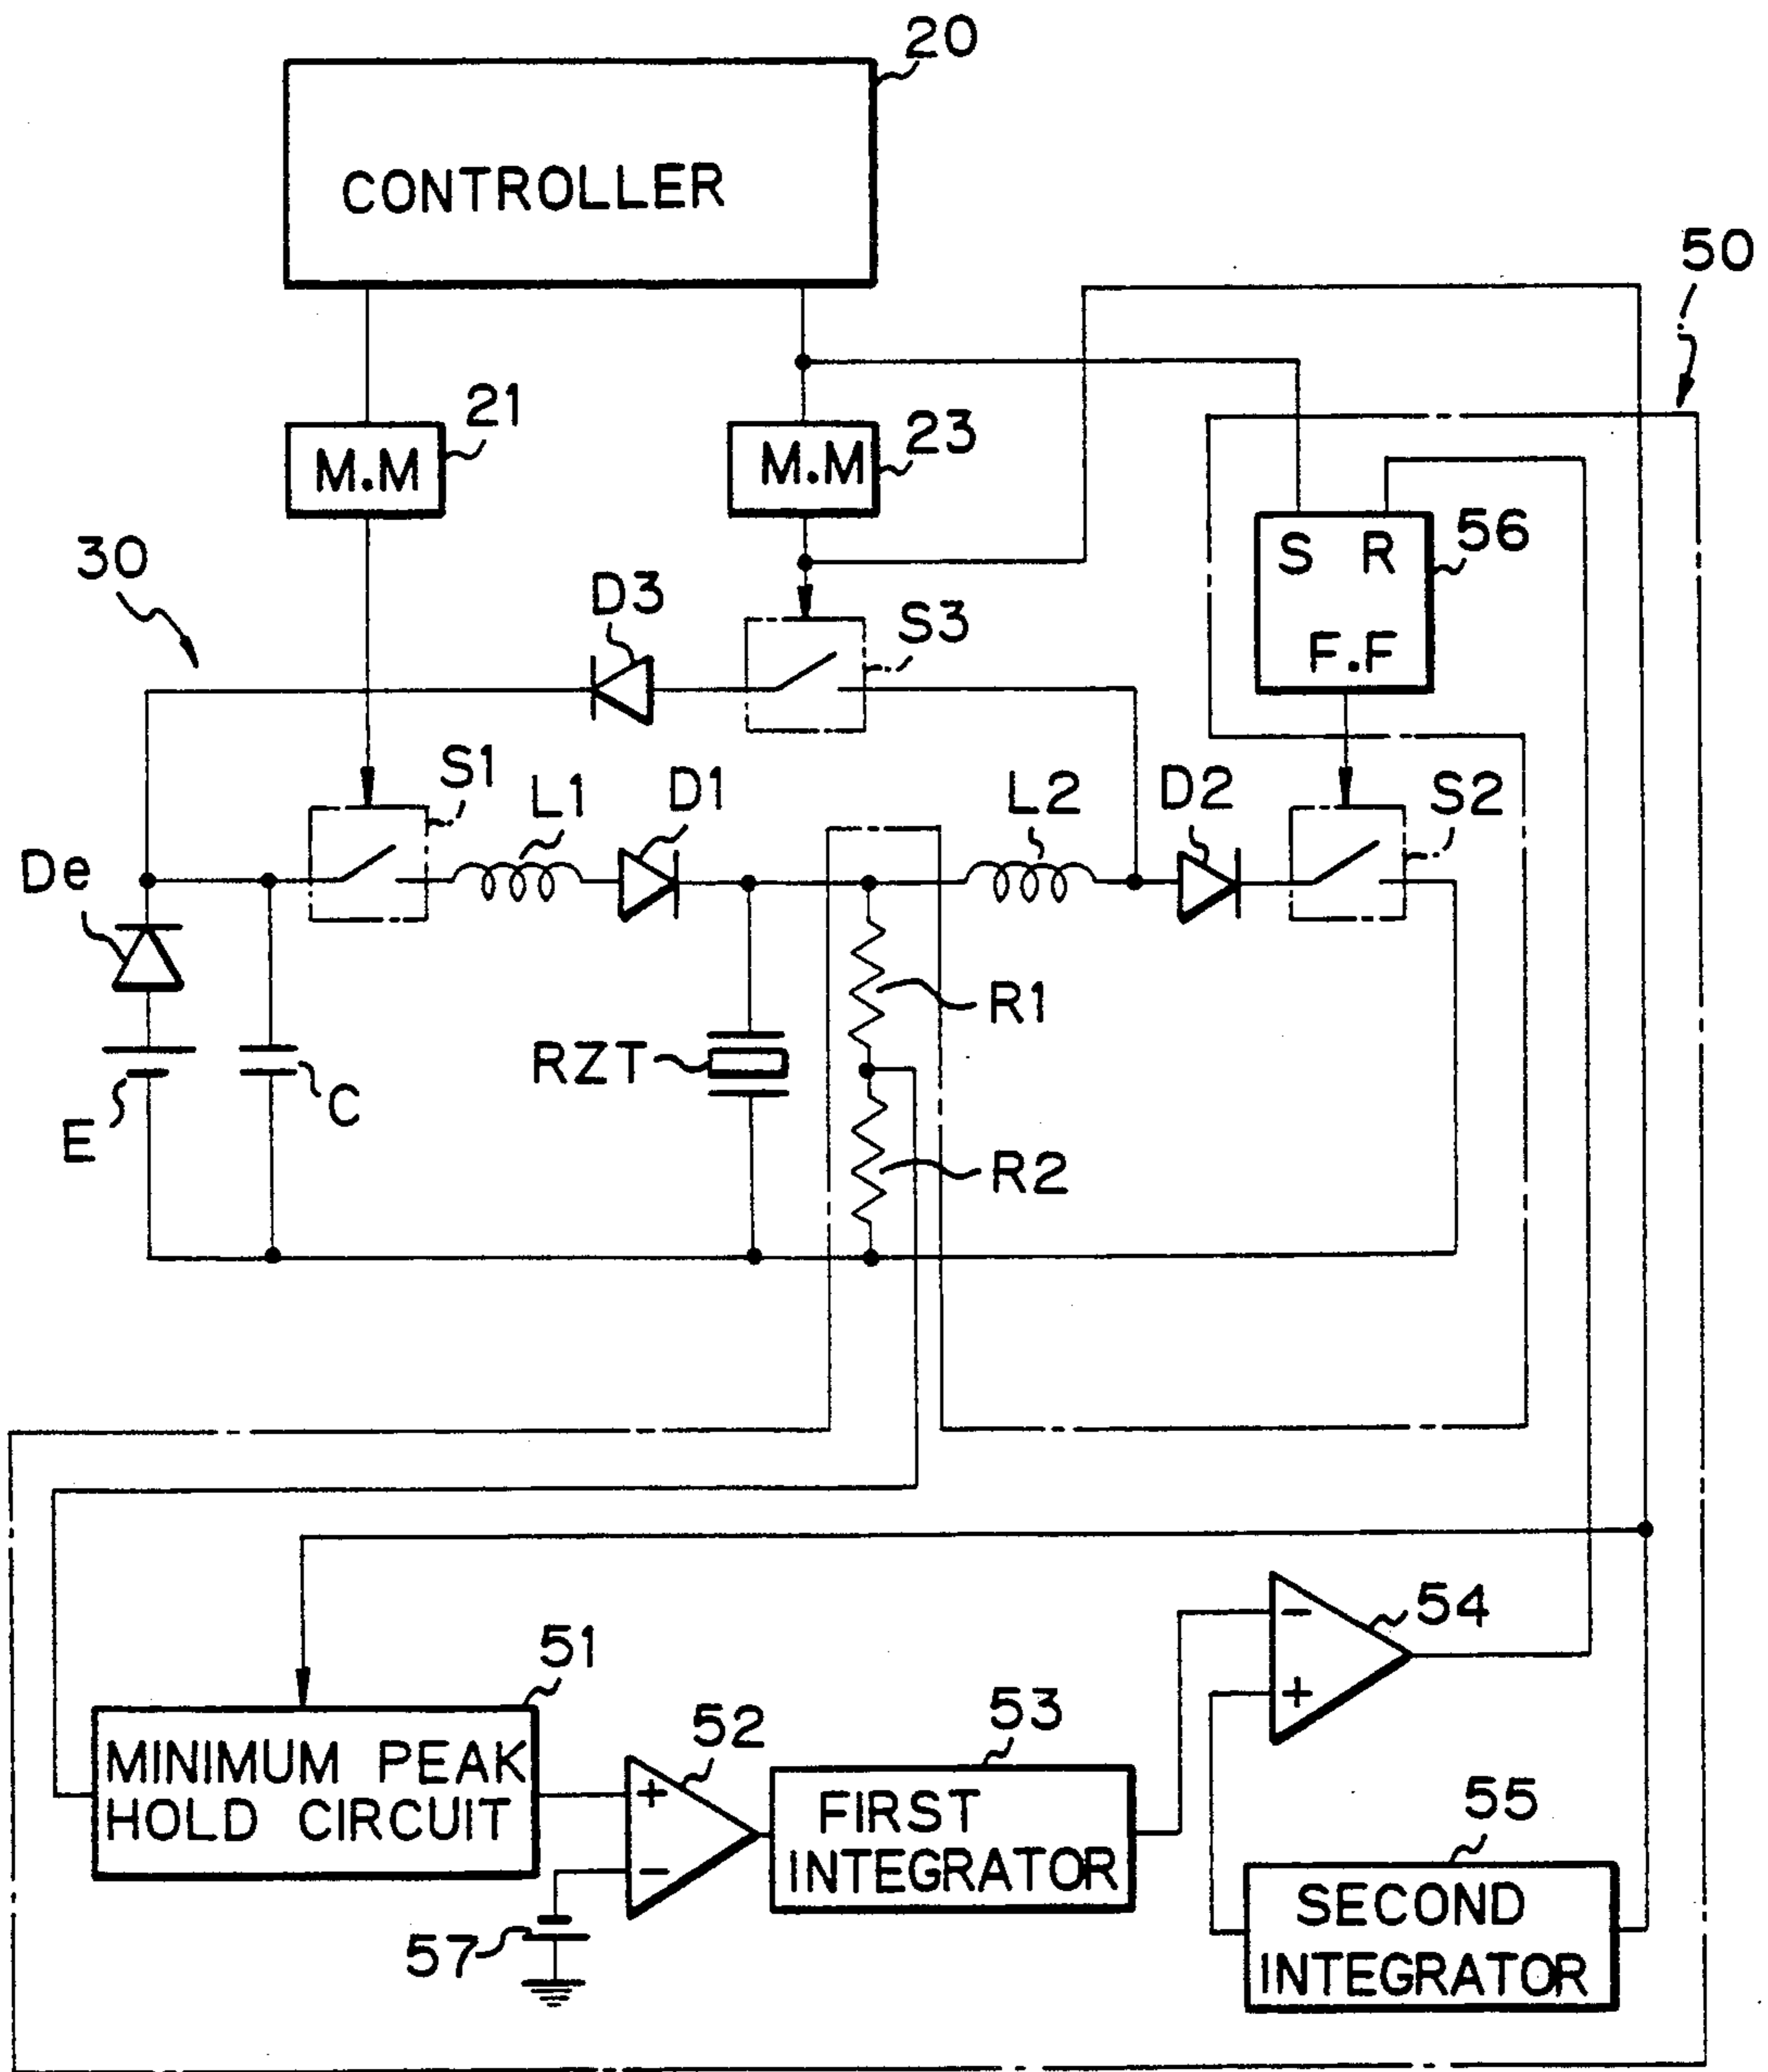 20
CONTROLLER
50
21
M.M
23
M.M
56
S R
F.F
30
D3
S3
S1
L1
D1
L2
D2
S2
De
R1
RZT
E
C
R2
54
51
MINIMUM PEAK
HOLD CIRCUIT
52
+
−
57
53
FIRST
INTEGRATOR
−
+
55
SECOND
INTEGRATOR